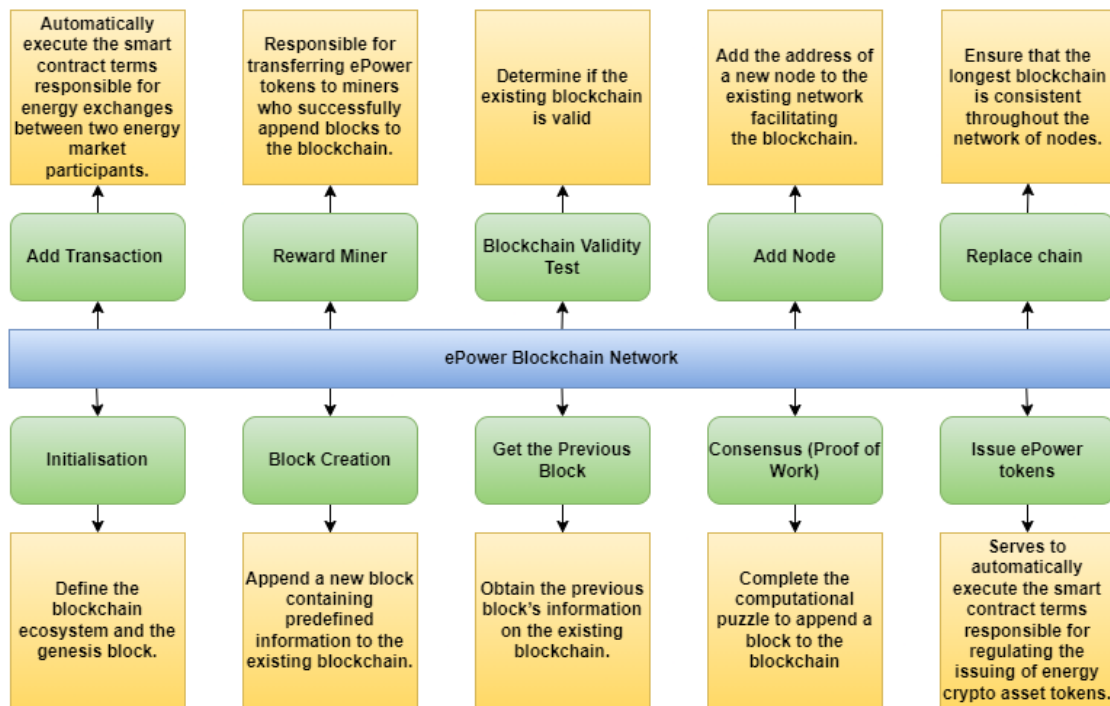 Automatically
execute the smart
contract terms
responsible for
energy exchanges
between two energy
market
participants.
Responsible for
transferring ePower
tokens to miners
who successfully
append blocks to
the blockchain.
Determine if the
existing blockchain
is valid
Add the address of
a new node to the
existing network
facilitating
the blockchain.
Ensure that the
longest blockchain
is consistent
throughout the
network of nodes.
Add Transaction
Reward Miner
Blockchain Validity
Test
Add Node
Replace chain
ePower Blockchain Network
Initialisation
Block Creation
Get the Previous
Block
Consensus (Proof of
Work)
Issue ePower
tokens
Define the
blockchain
ecosystem and the
genesis block.
Append a new block
containing
predefined
information to the
existing blockchain.
Obtain the previous
block's information
on the existing
blockchain.
Complete the
computational
puzzle to append a
block to the
blockchain
Serves to
automatically
execute the smart
contract terms
responsible for
regulating the
issuing of energy
crypto asset tokens.